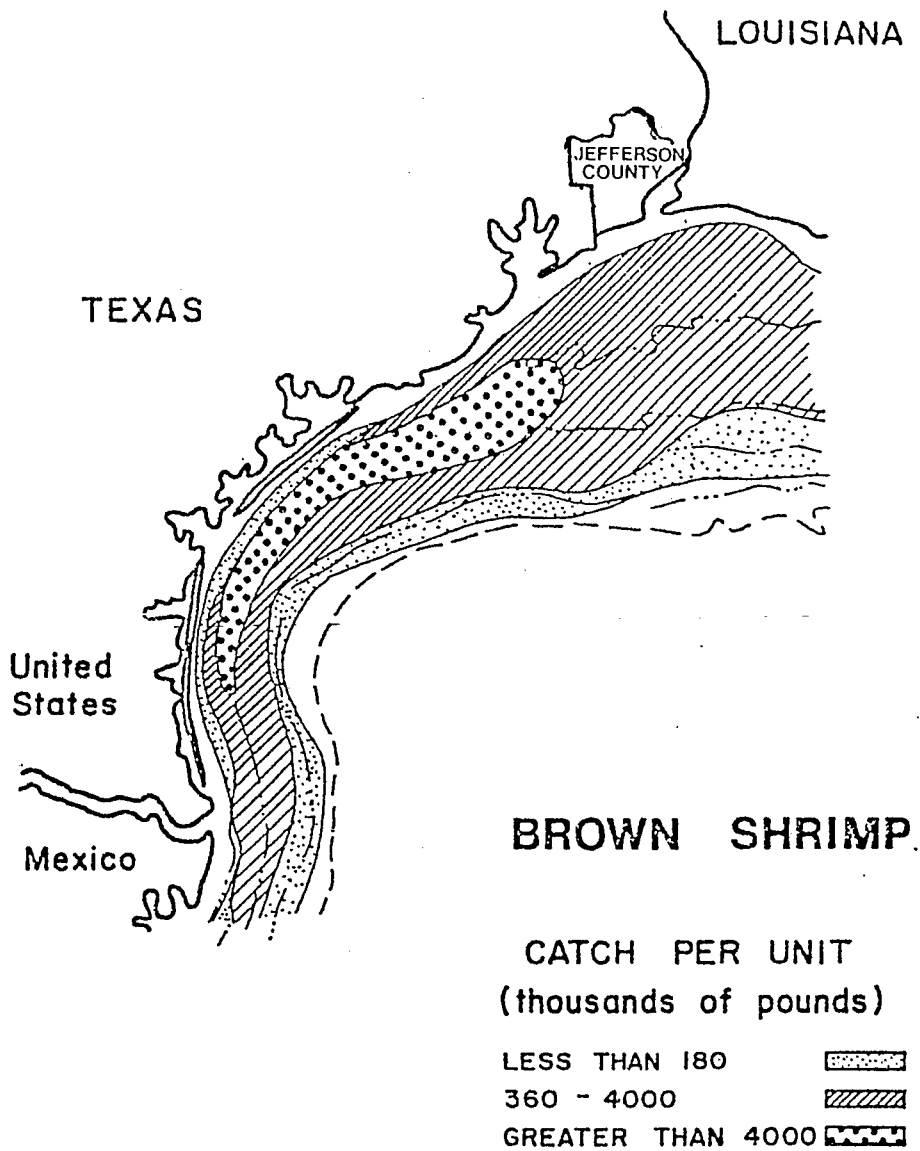 LOUISIANA
JEFFERSON
COUNTY
TEXAS
United
States
Mexico
BROWN SHRIMP
CATCH PER UNIT
(thousands of pounds)
LESS THAN 180
360 - 4000
GREATER THAN 4000